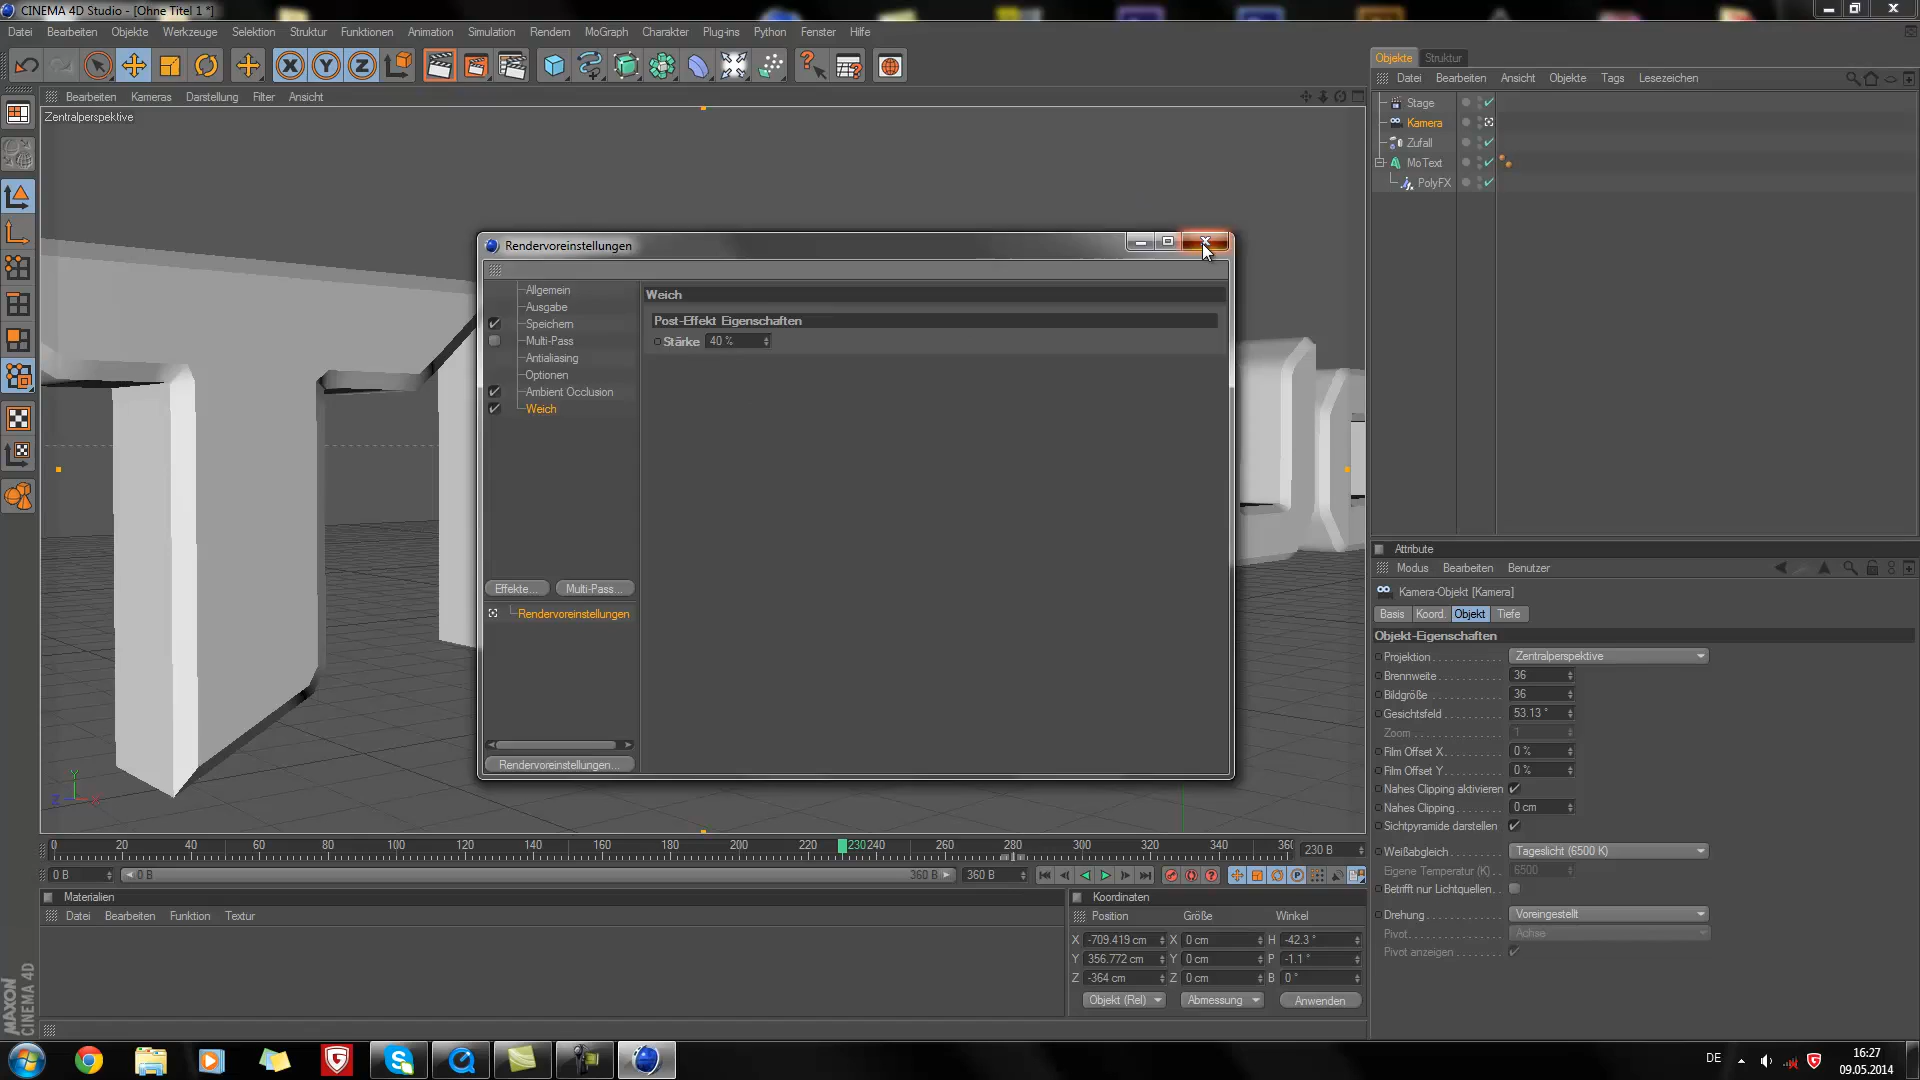 CINEMA 4D Studio - [Ohne Titel 1 *]
Datei Bearbeiten Objekte Werkzeuge Selektion Struktur Funktionen Animation Simulation Rendern MoGraph Charakter Plug-ins Python Fenster Hilfe
Bearbeiten Kameras Darstellung Filter Ansicht
Zentralperspektive
Objekte Struktur
Datei Bearbeiten Ansicht Objekte Tags Lesezeichen
Stage
Kamera
Zufall
MoText
PolyFX
Rendervoreinstellungen
Allgemein
Ausgabe
Speichern
Multi-Pass
Antialiasing
Optionen
Ambient Occlusion
Weich
Effekte... Multi-Pass...
Rendervoreinstellungen
Rendervoreinstellungen...
Weich
Post-Effekt Eigenschaften
Stärke 40 %
Attribute
Modus Bearbeiten Benutzer
Kamera-Objekt [Kamera]
Basis Koord. Objekt Tiefe
Objekt-Eigenschaften
Projektion . . . . . . . . . . Zentralperspektive
Brennweite . . . . . . . . . 36
Bildgröße . . . . . . . . . . 36
Gesichtsfeld . . . . . . . . 53.13 °
Zoom . . . . . . . . . . . . . 1
Film Offset X. . . . . . . . 0 %
Film Offset Y. . . . . . . . 0 %
Nahes Clipping aktivieren
Nahes Clipping. . . . . . . 0 cm
Sichtpyramide darstellen
Weißabgleich . . . . . . . . Tageslicht (6500 K)
Eigene Temperatur (K) . . 6500
Betrifft nur Lichtquellen. .
Drehung. . . . . . . . . . . . Voreingestellt
Pivot. . . . . . . . . . . . . . Achse
Pivot anzeigen . . . . . . .
0 20 40 60 80 100 120 140 160 180 200 220 230 240 260 280 300 320 340 360
230 B
0 B 0 B 360 B 360 B
Materialien
Datei Bearbeiten Funktion Textur
Koordinaten
Position Größe Winkel
X -709.419 cm X 0 cm H -42.3 °
Y 356.772 cm Y 0 cm P -1.1 °
Z -364 cm Z 0 cm B 0 °
Objekt (Rel) Abmessung Anwenden
Y
Z X
MAXON
CINEMA 4D
DE
16:27
09.05.2014